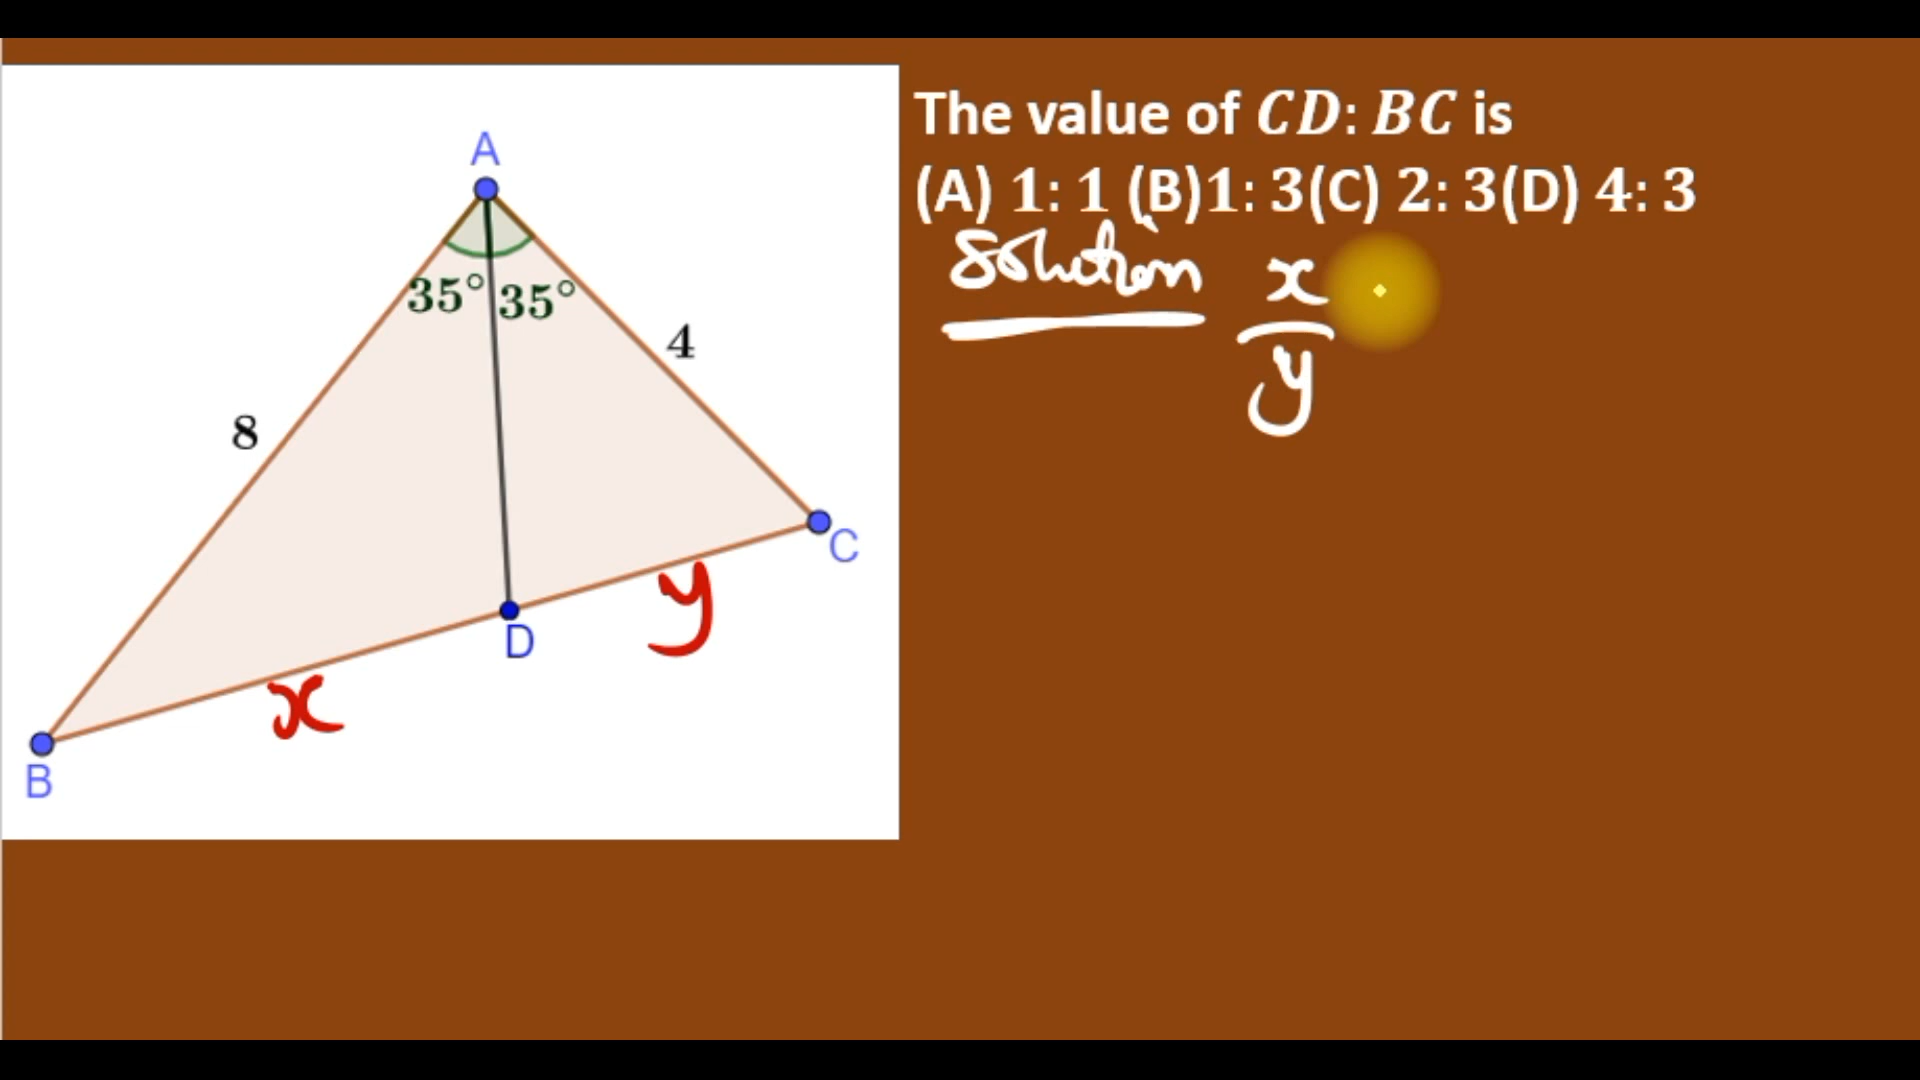 The value of CD: BC is
(A) 1: 1 (B)1: 3(C) 2: 3(D) 4: 3
Solution
x
y
A
35° 35°
4
8
C
y
D
x
B